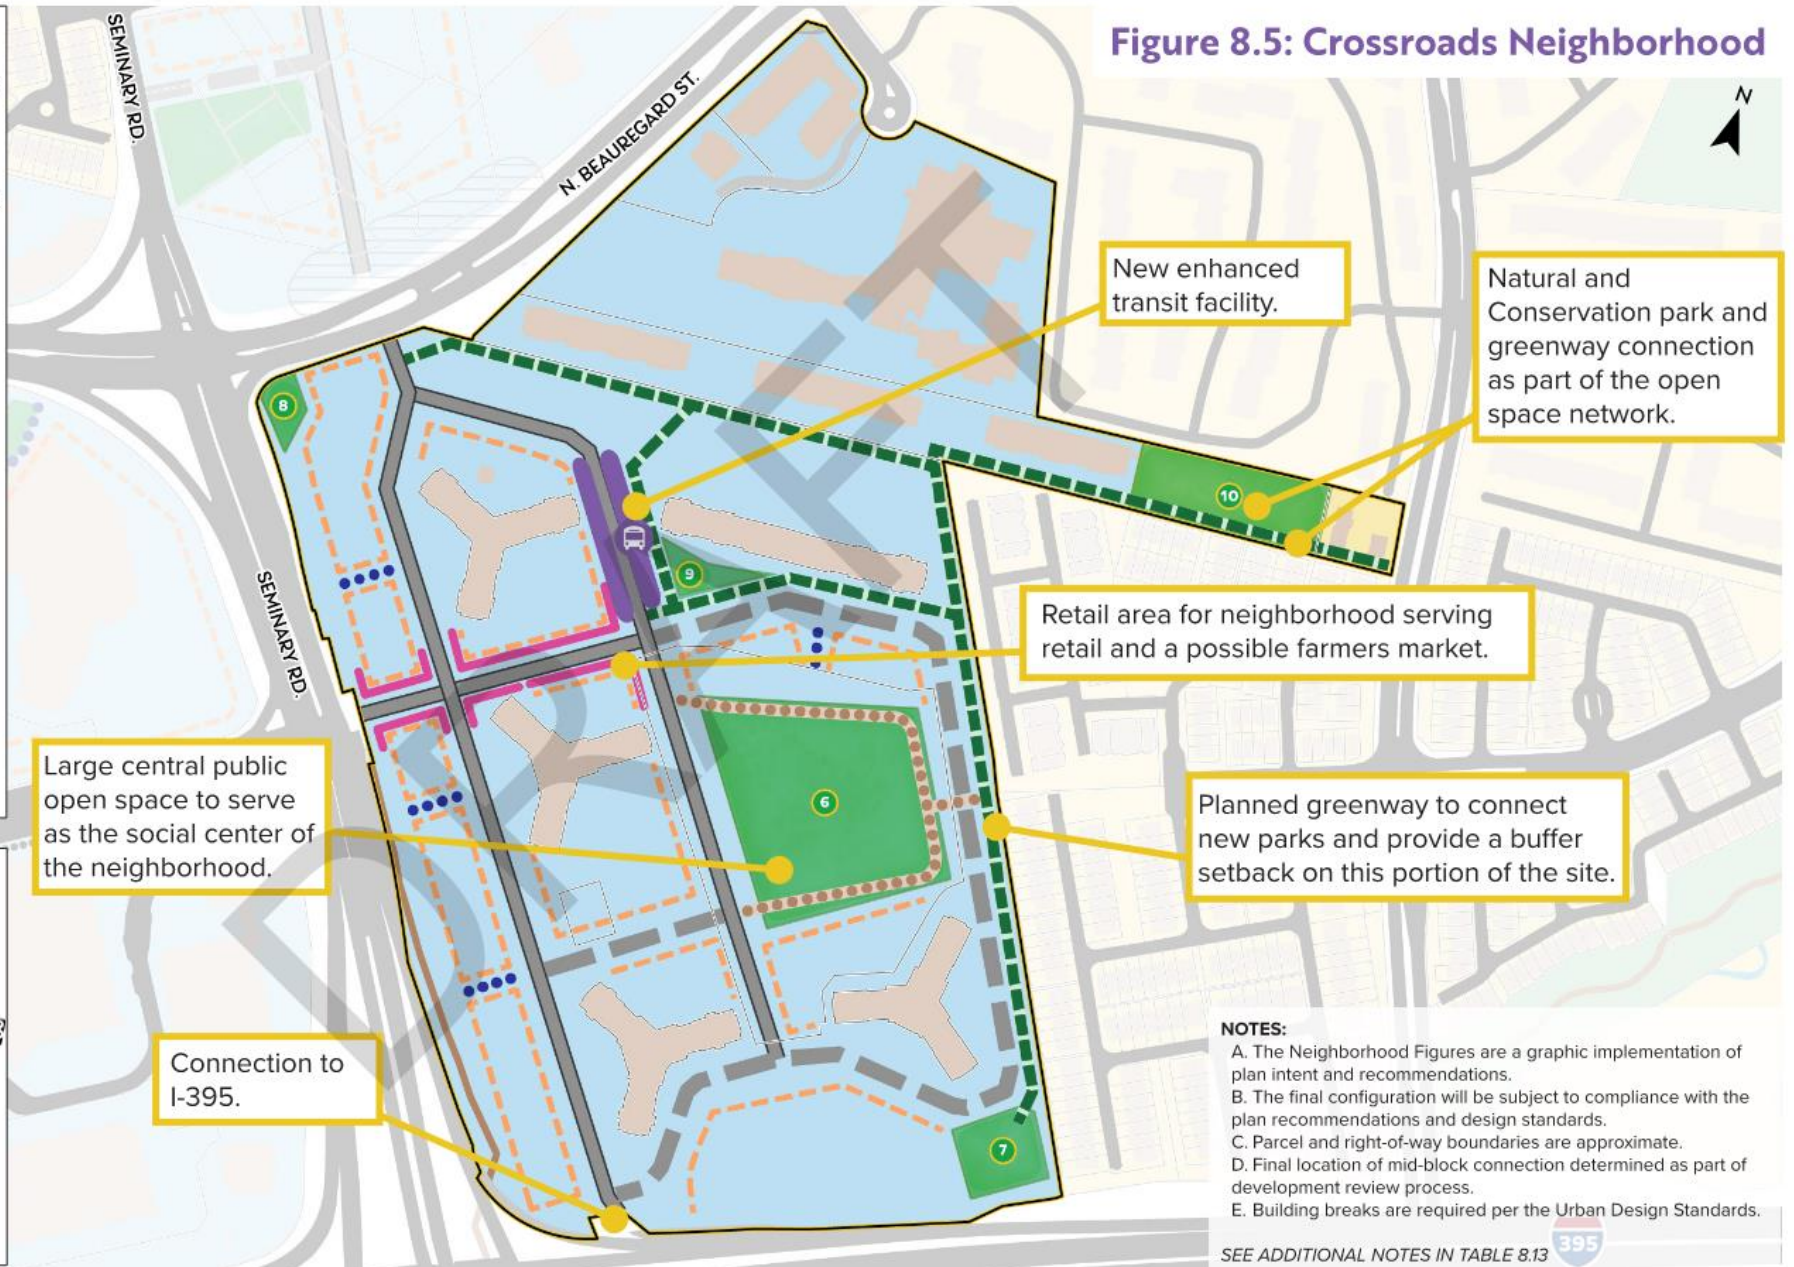 Figure 8.5: Crossroads Neighborhood
SEMINARY RD.
N. BEAUREGARD ST.
N
New enhanced
transit facility.
Natural and
Conservation park and
greenway connection
as part of the open
space network.
8
10
9
Retail area for neighborhood serving
retail and a possible farmers market.
SEMINARY RD.
Large central public
open space to serve
as the social center of
the neighborhood.
6
Planned greenway to connect
new parks and provide a buffer
setback on this portion of the site.
Connection to
I-395.
7
DRAFT
NOTES:
A. The Neighborhood Figures are a graphic implementation of
plan intent and recommendations.
B. The final configuration will be subject to compliance with the
plan recommendations and design standards.
C. Parcel and right-of-way boundaries are approximate.
D. Final location of mid-block connection determined as part of
development review process.
E. Building breaks are required per the Urban Design Standards.
SEE ADDITIONAL NOTES IN TABLE 8.13
395